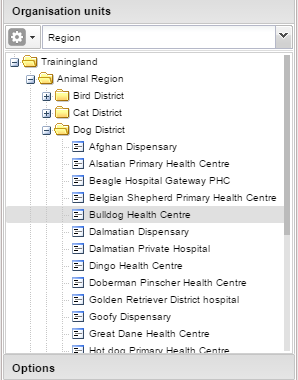 Organisation units
Region
Trainingland
Animal Region
Bird District
Cat District
Dog District
Afghan Dispensary
Alsatian Primary Health Centre
Beagle Hospital Gateway PHC
Belgian Shepherd Primary Health Centre
Bulldog Health Centre
Dalmatian Dispensary
Dalmatian Private Hospital
Dingo Health Centre
Doberman Pinscher Health Centre
Golden Retriever District hospital
Goofy Dispensary
Great Dane Health Centre
Hot dog Primary Health Centre
Options